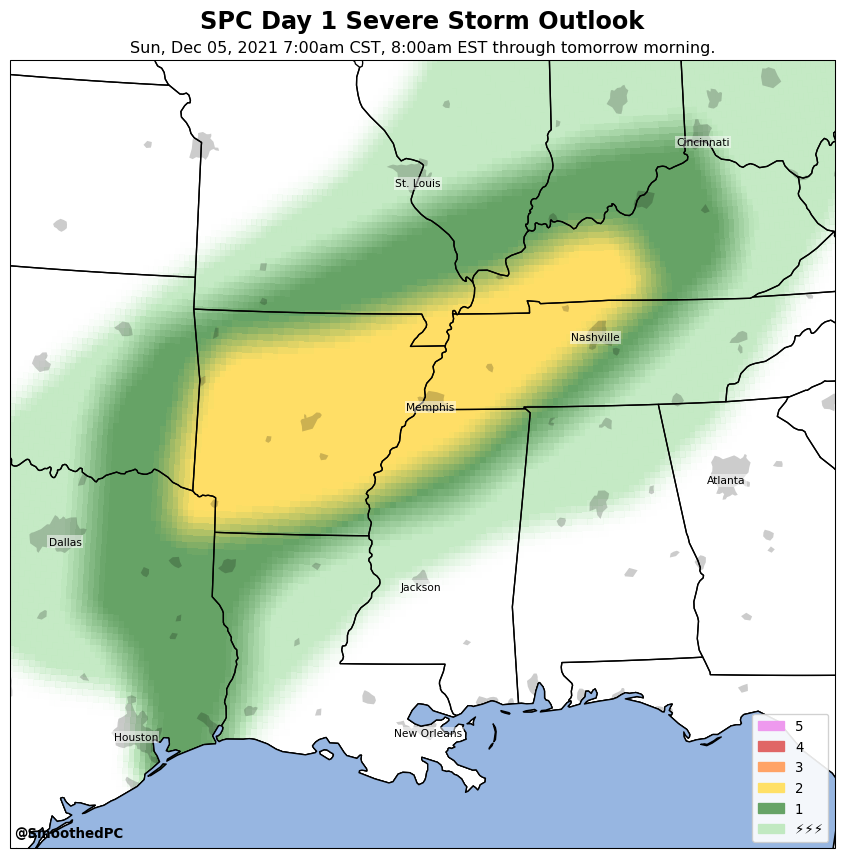 SPC Day 1 Severe Storm Outlook
Sun, Dec 05, 2021 7:00am CST, 8:00am EST through tomorrow morning.
Cincinnati
St. Louis
Nashville
Memphis
Atlanta
Dallas
Jackson
New Orleans
Houston
5
4
3
2
1
⚡⚡⚡
@SmoothedPC